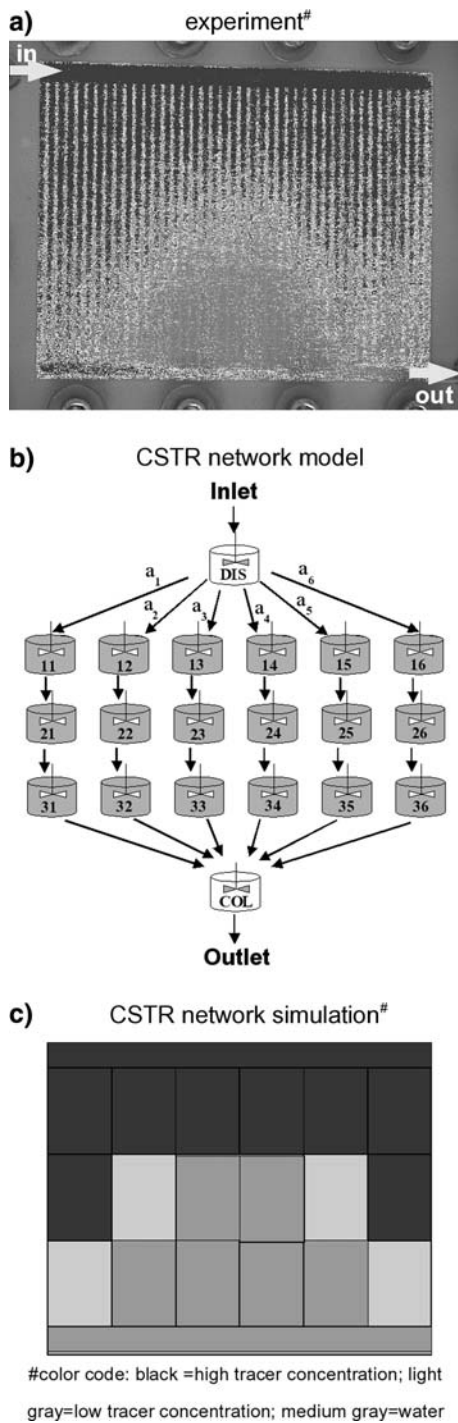 a) experiment#
in
out
b) CSTR network model
Inlet
DIS
a1 a2 a3 a4 a5 a6
11 12 13 14 15 16
21 22 23 24 25 26
31 32 33 34 35 36
COL
Outlet
c) CSTR network simulation#
#color code: black =high tracer concentration; light
gray=low tracer concentration; medium gray=water